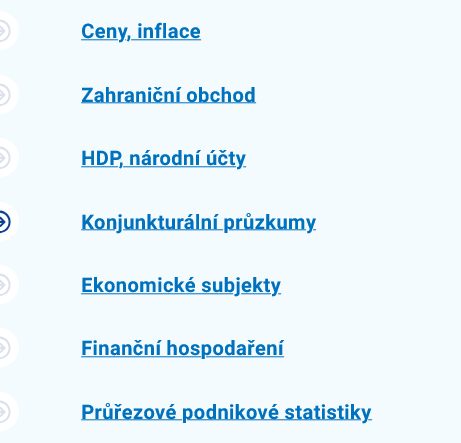 Ceny, inflace
Zahraniční obchod
HDP, národní účty
Konjunkturální průzkumy
Ekonomické subjekty
Finanční hospodaření
Průřezové podnikové statistiky